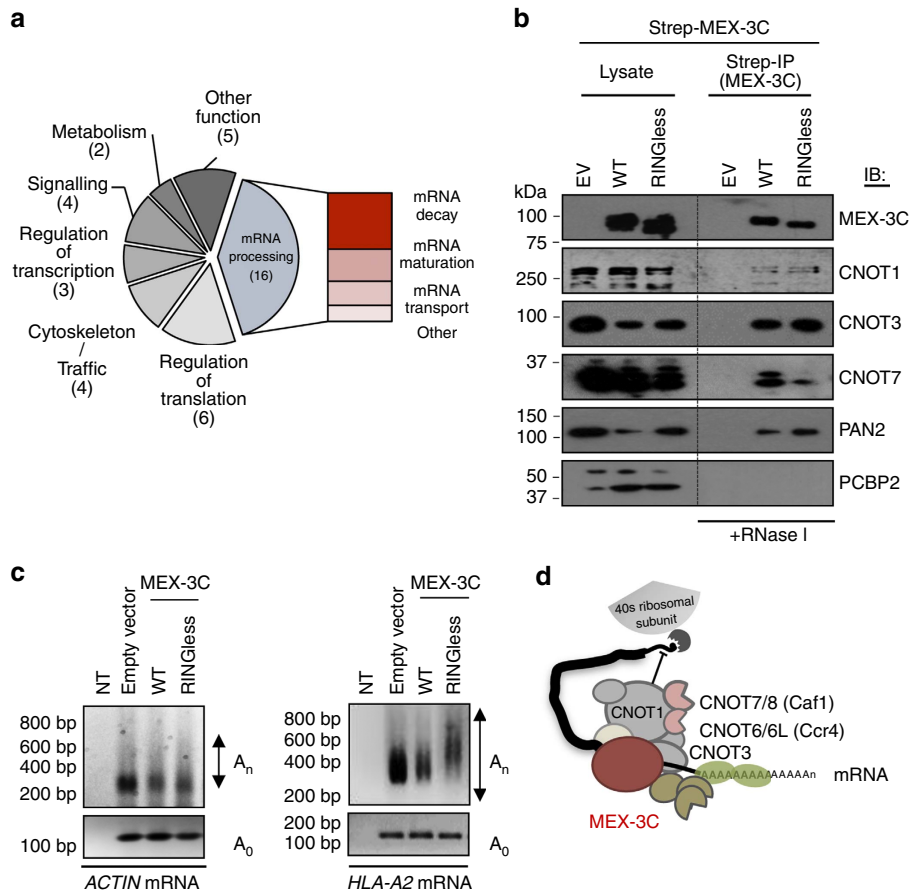 a
Other
function
(5)
Metabolism
(2)
Signalling
(4)
Regulation
of
transcription
(3)
Cytoskeleton
/
Traffic
(4)
Regulation
of
translation
(6)
mRNA
processing
(16)
mRNA
decay
mRNA
maturation
mRNA
transport
Other
b
Strep-MEX-3C
Lysate
Strep-IP
(MEX-3C)
EV
WT
RINGless
EV
WT
RINGless
IB:
kDa
100
75
MEX-3C
250
CNOT1
100
CNOT3
37
CNOT7
150
100
PAN2
50
37
PCBP2
+RNase I
c
MEX-3C
NT
Empty vector
WT
RINGless
800 bp
600 bp
400 bp
200 bp
An
100 bp
A0
ACTIN mRNA
MEX-3C
NT
Empty vector
WT
RINGless
800 bp
600 bp
400 bp
200 bp
An
200 bp
100 bp
A0
HLA-A2 mRNA
d
40s ribosomal
subunit
CNOT1
CNOT7/8 (Caf1)
CNOT6/6L (Ccr4)
CNOT3
mRNA
MEX-3C